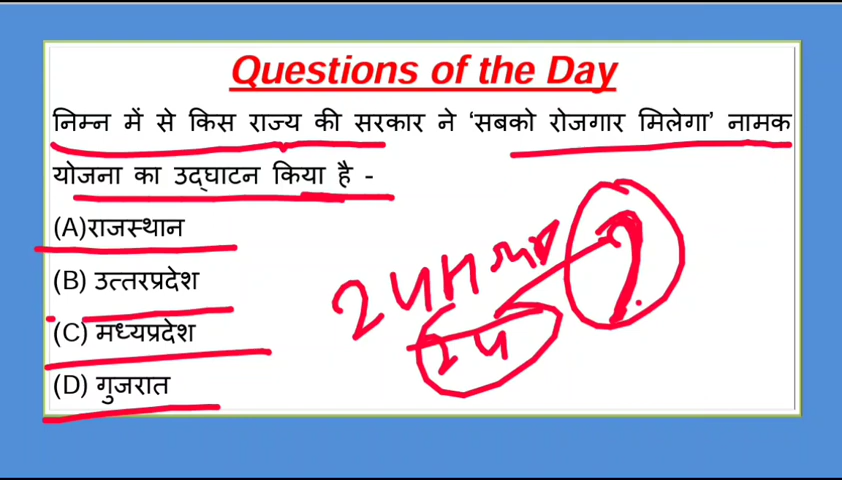 Questions of the Day
निम्न में से किस राज्य की सरकार ने ‘सबको रोजगार मिलेगा’ नामक
योजना का उद्घाटन किया है -
(A)राजस्थान
(B) उत्तरप्रदेश
(C) मध्यप्रदेश
(D) गुजरात
?